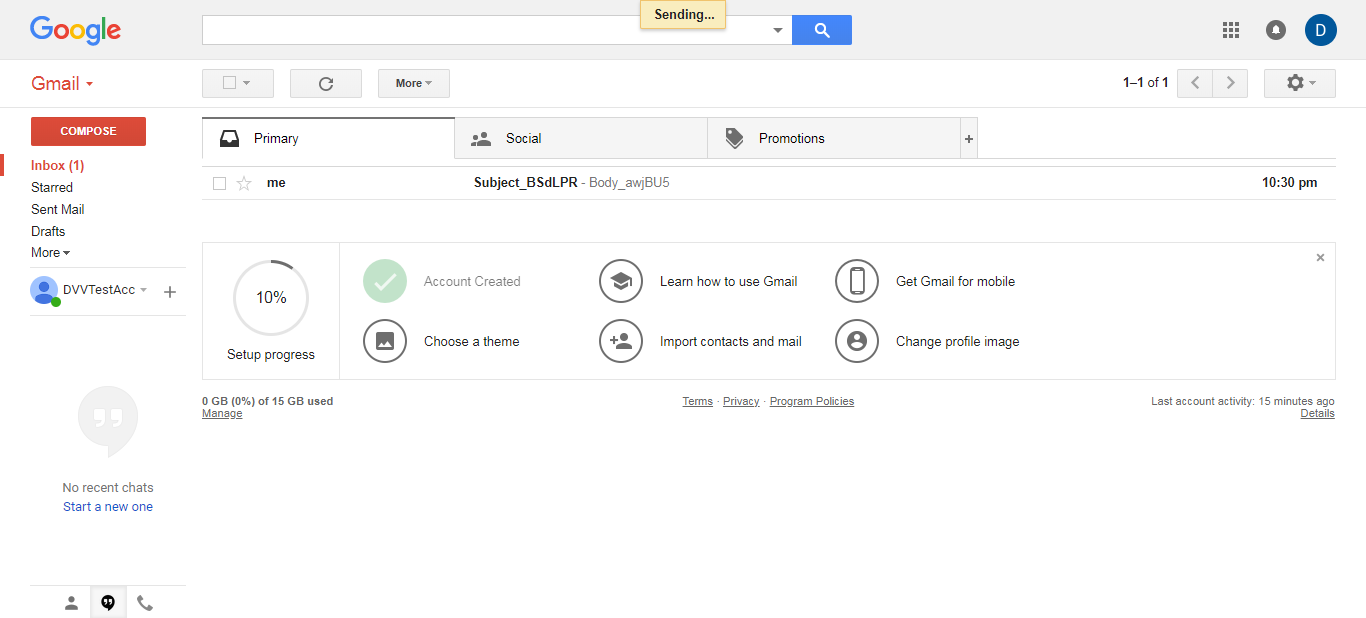 Sending...
Google
D
Gmail
More
1–1 of 1
COMPOSE
Primary
Social
Promotions
+
Inbox (1)
Starred
Sent Mail
Drafts
More
me Subject_BSdLPR - Body_awjBU5 10:30 pm
DVVTestAcc +
10%
Setup progress
Account Created
Learn how to use Gmail
Get Gmail for mobile
Choose a theme
Import contacts and mail
Change profile image
×
0 GB (0%) of 15 GB used
Manage
Terms · Privacy · Program Policies
Last account activity: 15 minutes ago
Details
No recent chats
Start a new one